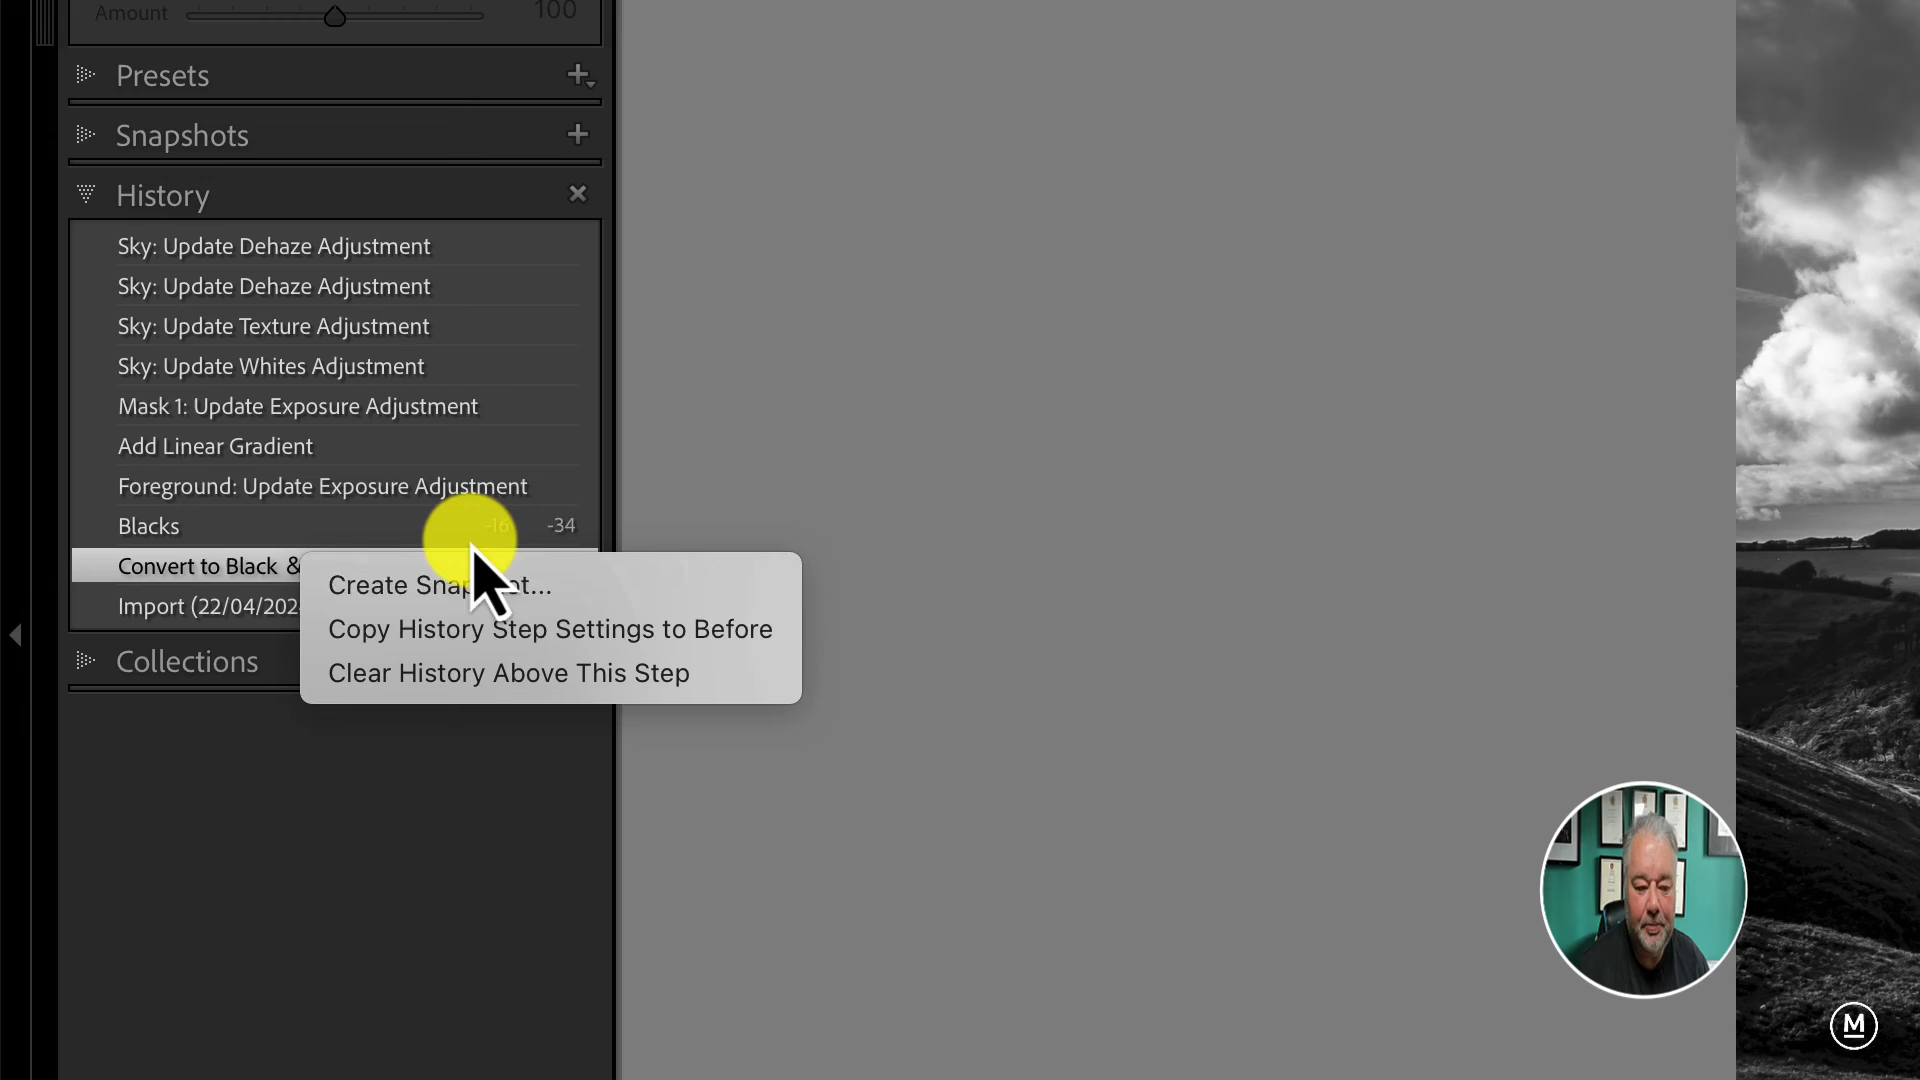 Amount 100
Presets
Snapshots
History
Sky: Update Dehaze Adjustment
Sky: Update Dehaze Adjustment
Sky: Update Texture Adjustment
Sky: Update Whites Adjustment
Mask 1: Update Exposure Adjustment
Add Linear Gradient
Foreground: Update Exposure Adjustment
Blacks -16 -34
Convert to Black &
Import (22/04/202
Create ...
Copy History Step Settings to Before
Clear History Above This Step
Collections
M